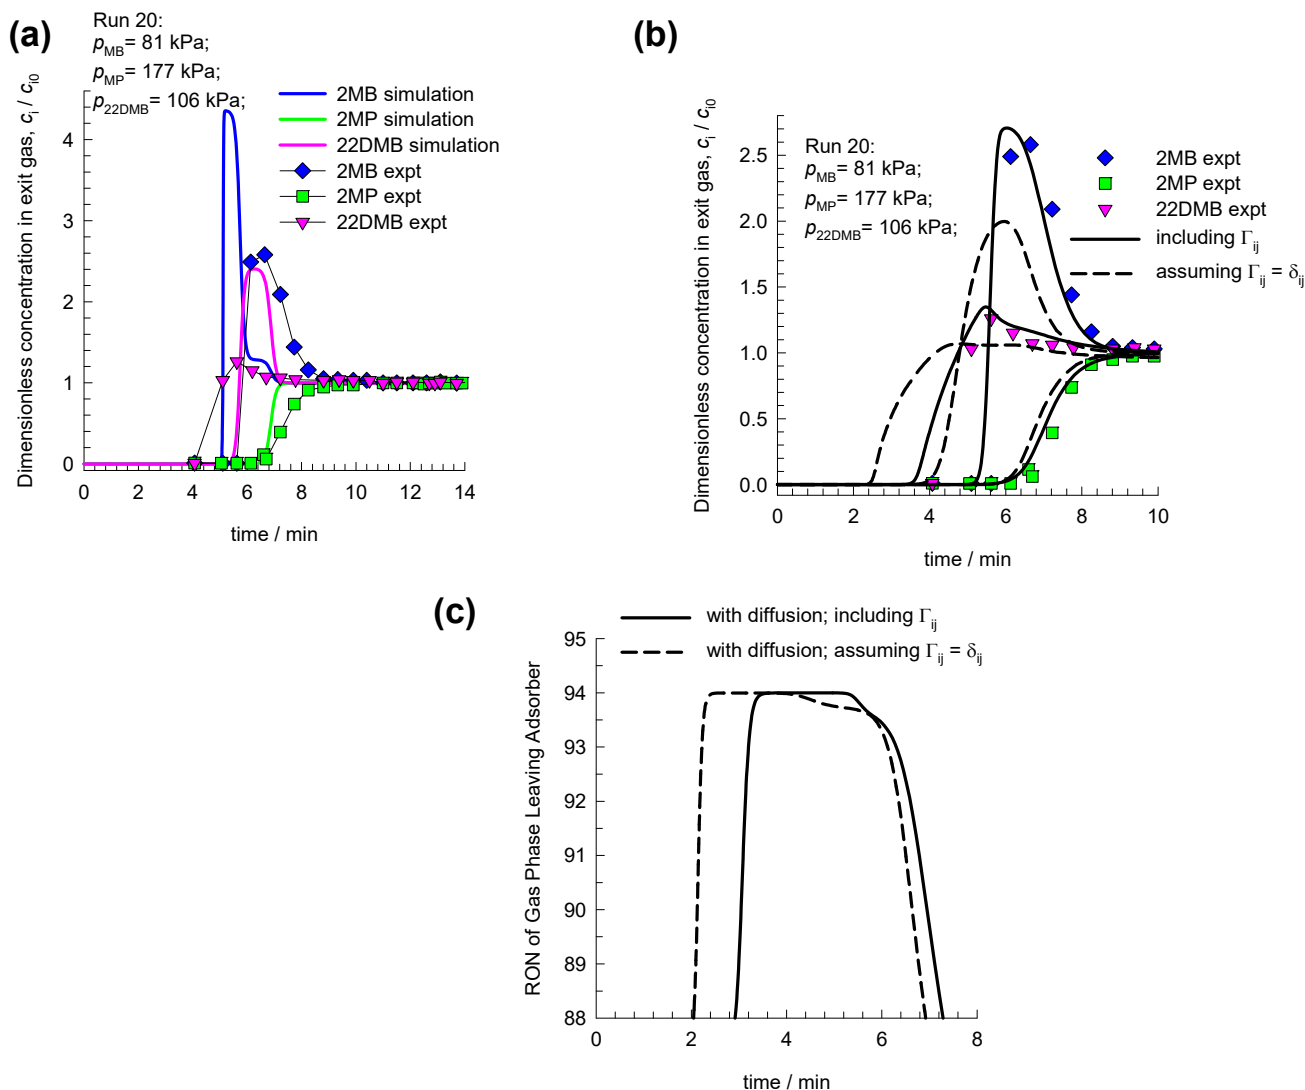 (a)
Run 20:
pMB= 81 kPa;
pMP= 177 kPa;
p22DMB= 106 kPa;
2MB simulation
2MP simulation
22DMB simulation
2MB expt
2MP expt
22DMB expt
Dimensionless concentration in exit gas, ci / ci0
4
3
2
1
0
0 2 4 6 8 10 12 14
time / min
(b)
Run 20:
pMB= 81 kPa;
pMP= 177 kPa;
p22DMB= 106 kPa;
2MB expt
2MP expt
22DMB expt
including Γij
assuming Γij = δij
Dimensionless concentration in exit gas, ci / ci0
2.5
2.0
1.5
1.0
0.5
0.0
0 2 4 6 8 10
time / min
(c)
with diffusion; including Γij
with diffusion; assuming Γij = δij
RON of Gas Phase Leaving Adsorber
95
94
93
92
91
90
89
88
0 2 4 6 8
time / min